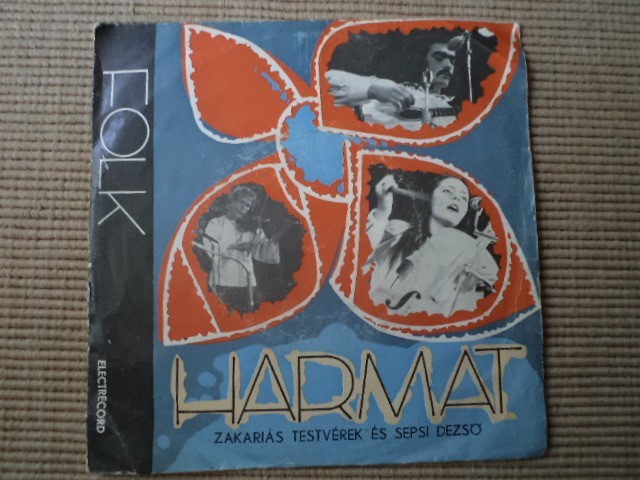 FOLK
ELECTRECORD
HARMAT
ZAKARIÁS TESTVÉREK ÉS SEPSI DEZSŐ